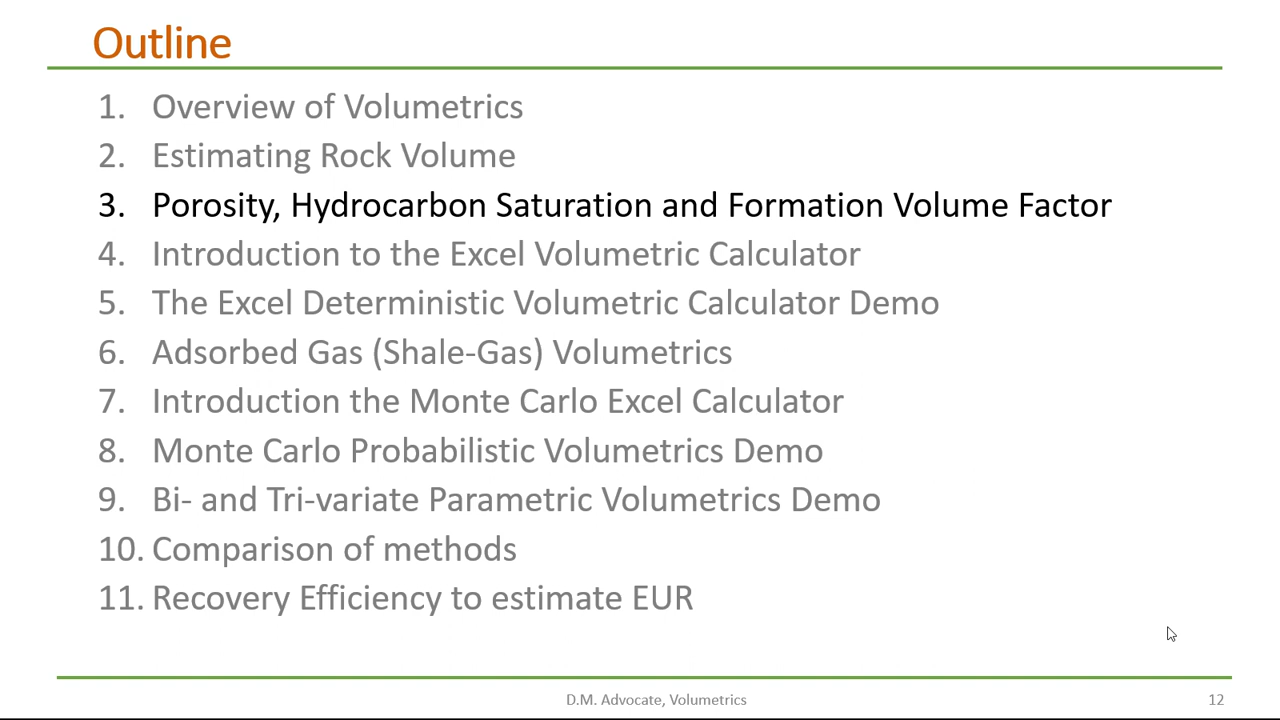 Outline
1. Overview of Volumetrics
2. Estimating Rock Volume
3. Porosity, Hydrocarbon Saturation and Formation Volume Factor
4. Introduction to the Excel Volumetric Calculator
5. The Excel Deterministic Volumetric Calculator Demo
6. Adsorbed Gas (Shale-Gas) Volumetrics
7. Introduction the Monte Carlo Excel Calculator
8. Monte Carlo Probabilistic Volumetrics Demo
9. Bi- and Tri-variate Parametric Volumetrics Demo
10. Comparison of methods
11. Recovery Efficiency to estimate EUR
D.M. Advocate, Volumetrics
12